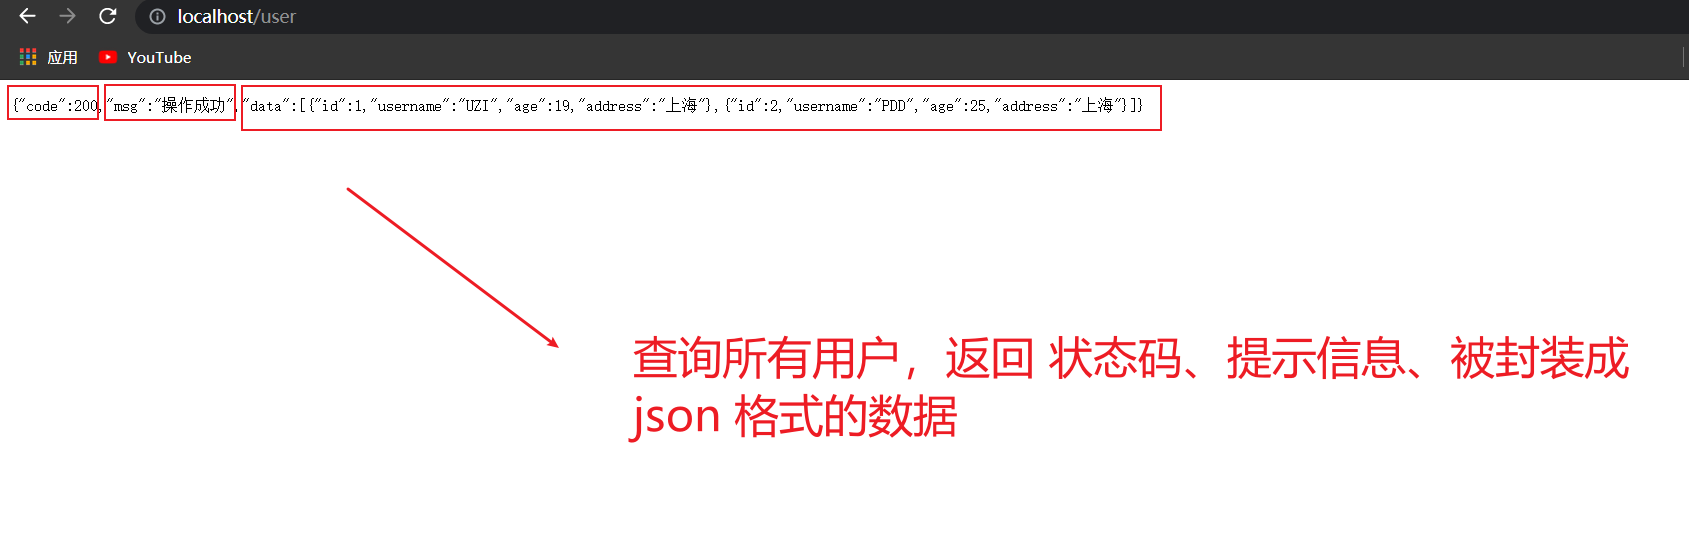 localhost/user
应用 YouTube
{"code":200,"msg":"操作成功","data":[{"id":1,"username":"UZI","age":19,"address":"上海"},{"id":2,"username":"PDD","age":25,"address":"上海"}]}
查询所有用户，返回 状态码、提示信息、被封装成
json 格式的数据